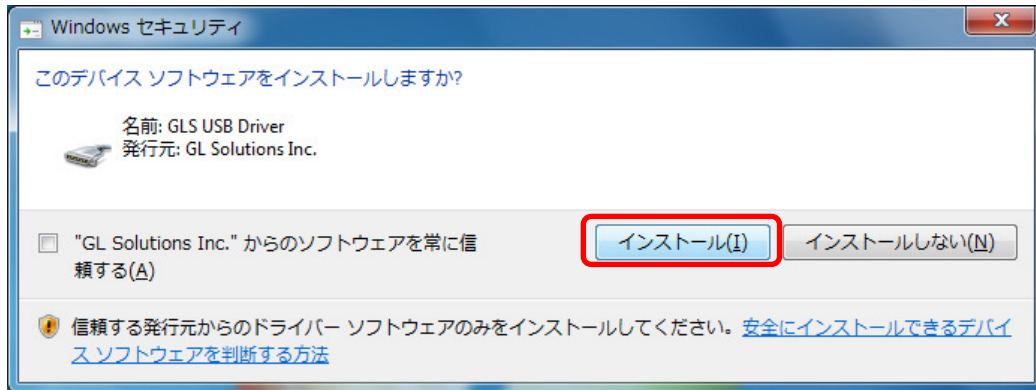 Windows セキュリティ
このデバイス ソフトウェアをインストールしますか?
名前: GLS USB Driver
発行元: GL Solutions Inc.
"GL Solutions Inc." からのソフトウェアを常に信
頼する(A)
インストール(I)
インストールしない(N)
信頼する発行元からのドライバー ソフトウェアのみをインストールしてください。安全にインストールできるデバイ
ス ソフトウェアを判断する方法